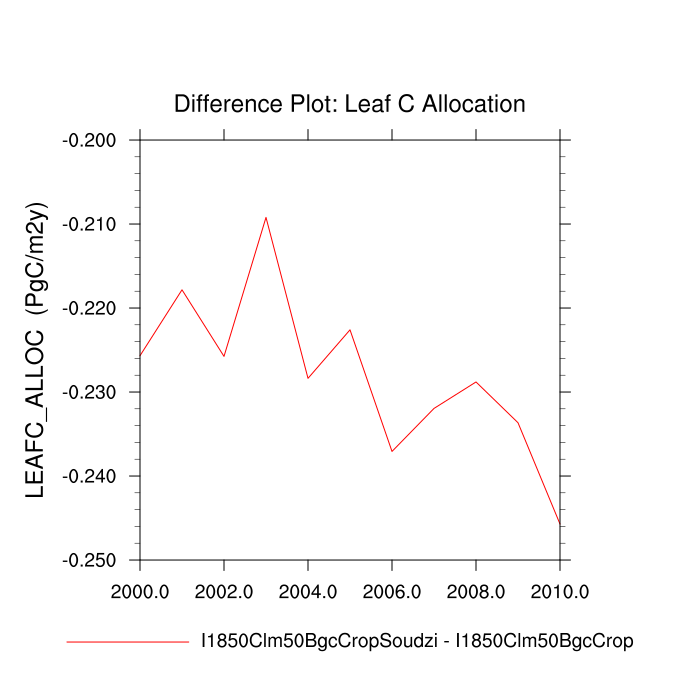 Difference Plot: Leaf C Allocation
LEAFC_ALLOC (PgC/m2y)
-0.200
-0.210
-0.220
-0.230
-0.240
-0.250
2000.0 2002.0 2004.0 2006.0 2008.0 2010.0
I1850Clm50BgcCropSoudzi - I1850Clm50BgcCrop